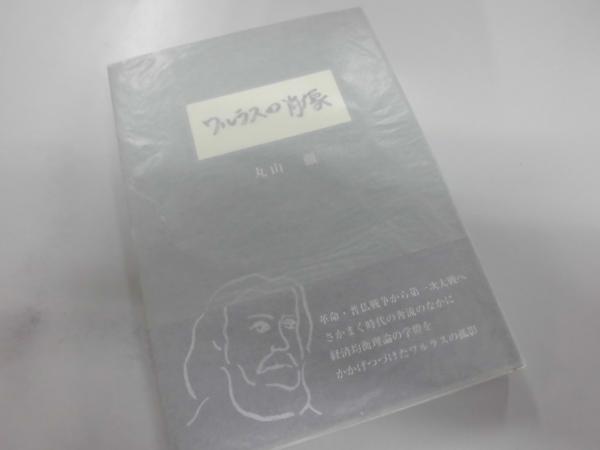 ワルラスの肖像
丸山 徹
革命・普仏戦争から第一次大戦へ
さかまく時代の奔流のなかに
経済均衡理論の学燈を
かかげつづけたワルラスの孤影